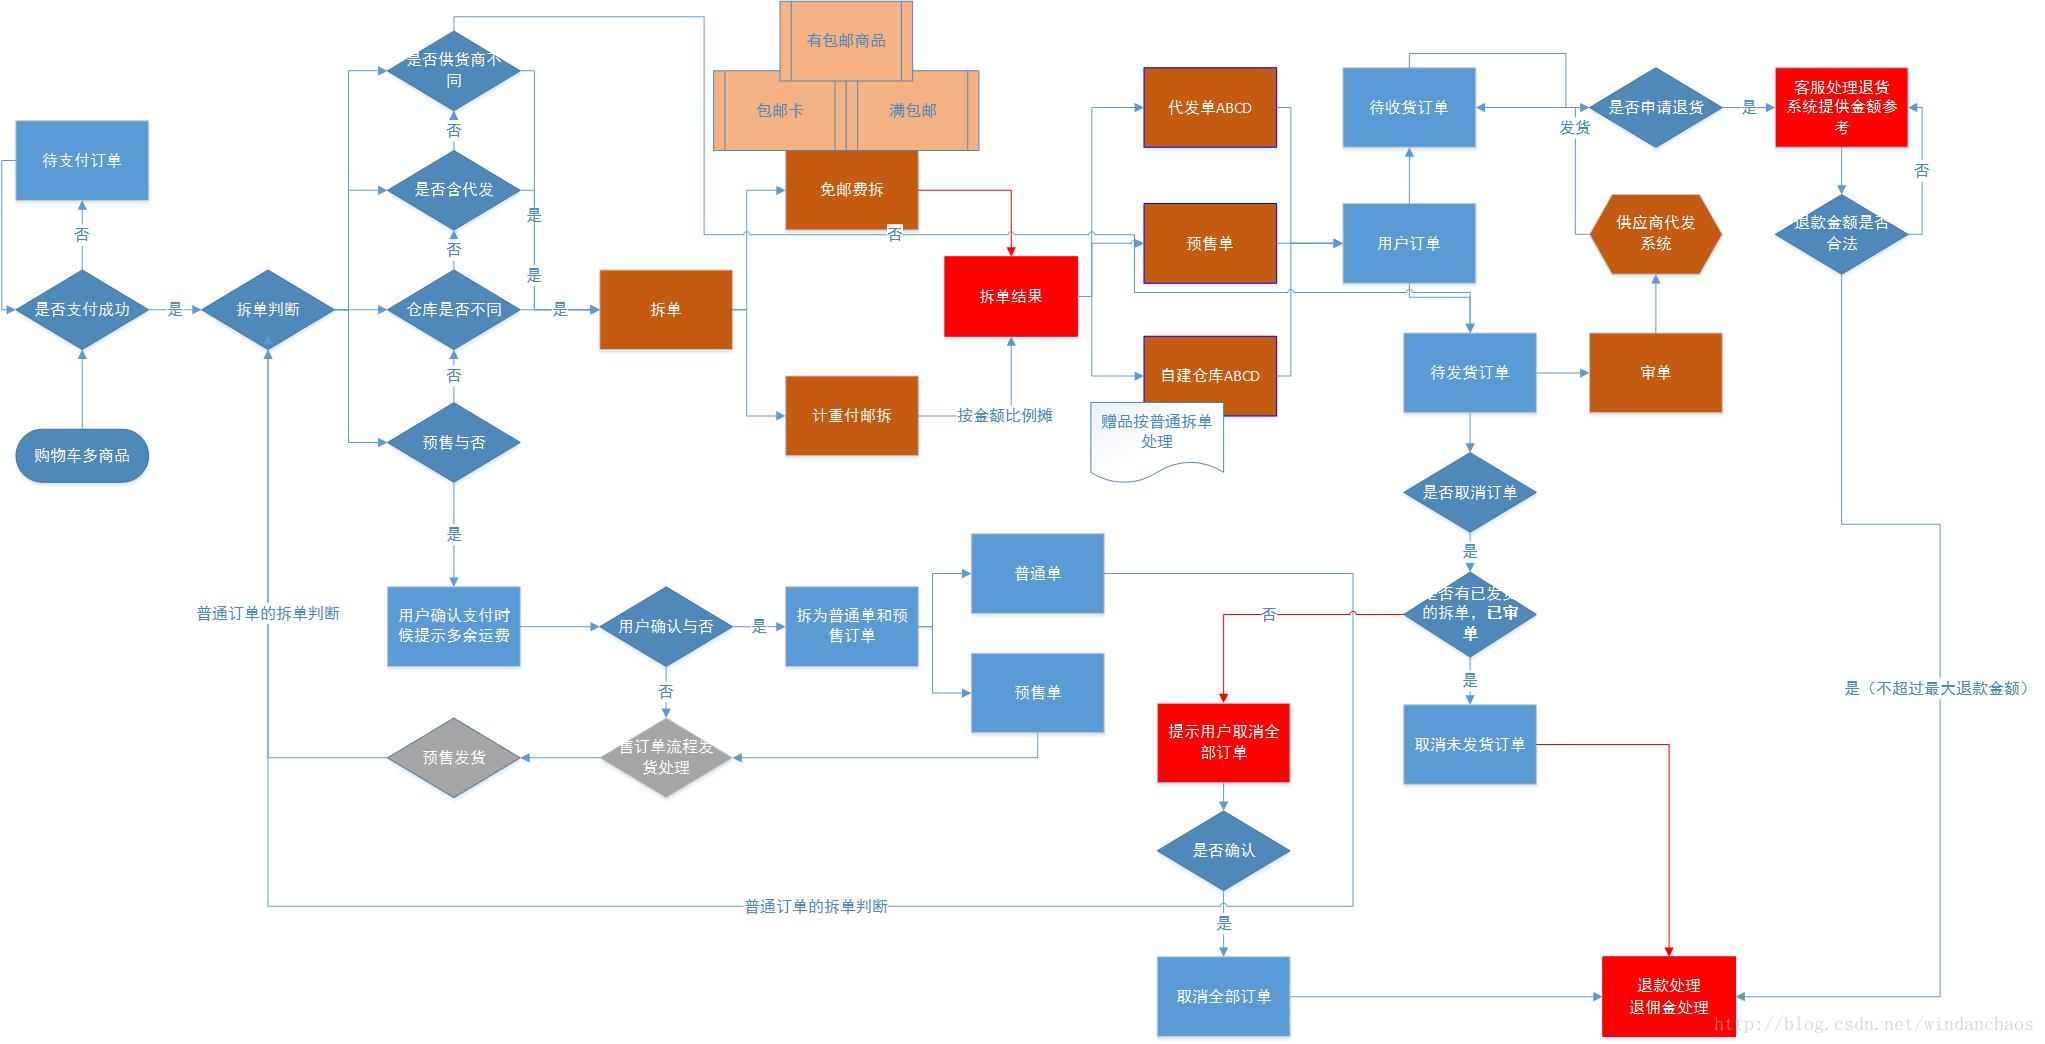 有包邮商品
包邮卡
满包邮
是否供货商不
同
否
是否含代发
是
否
仓库是否不同
是
是
否
预售与否
是
待支付订单
否
是否支付成功
是
拆单判断
购物车多商品
拆单
免邮费拆
否
计重付邮拆
按金额比例摊
拆单结果
代发单ABCD
预售单
自建仓库ABCD
赠品按普通拆单
处理
待收货订单
用户订单
发货
是否申请退货
是
客服处理退货
系统提供金额参
考
否
退款金额是否
合法
供应商代发
系统
待发货订单
审单
是否取消订单
是
是否有已发货
的拆单，已审
单
否
是
取消未发货订单
是（不超过最大退款金额）
普通订单的拆单判断
用户确认支付时
候提示多余运费
用户确认与否
是
否
拆为普通单和预
售订单
普通单
预售单
售订单流程发
货处理
预售发货
提示用户取消全
部订单
是否确认
是
普通订单的拆单判断
取消全部订单
退款处理
退佣金处理
http://blog.csdn.net/windanchaos